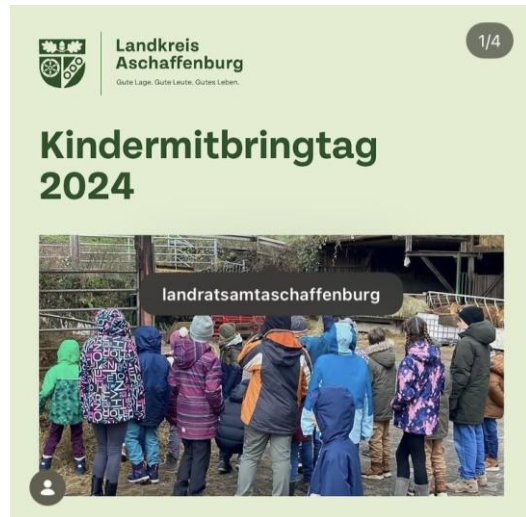 Landkreis
Aschaffenburg
Gute Lage. Gute Leute. Gutes Leben.
1/4
Kindermitbringtag
2024
landratsamtaschaffenburg